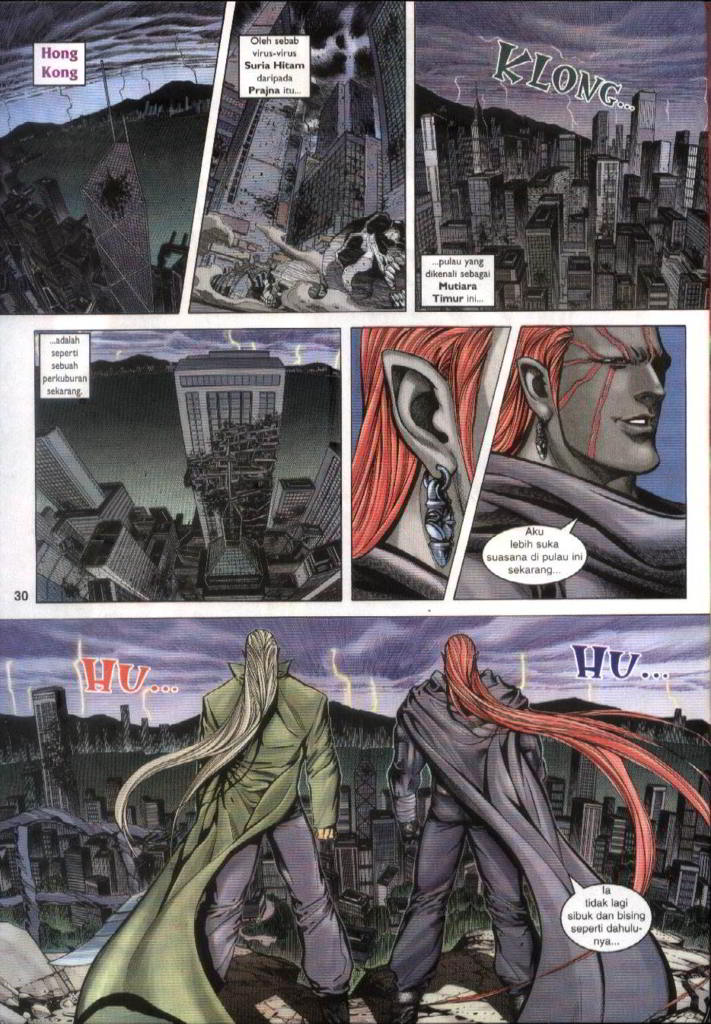 Hong
Kong
Oleh sebab
virus-virus
Suria Hitam
daripada
Prajna itu...
KLONG...
...pulau yang
dikenali sebagai
Mutiara
Timur ini...
...adalah
seperti
sebuah
perkuburan
sekarang.
Aku
lebih suka
suasana di pulau ini
sekarang...
30
HU...
HU...
Ia
tidak lagi
sibuk dan bising
seperti dahulu-
nya...